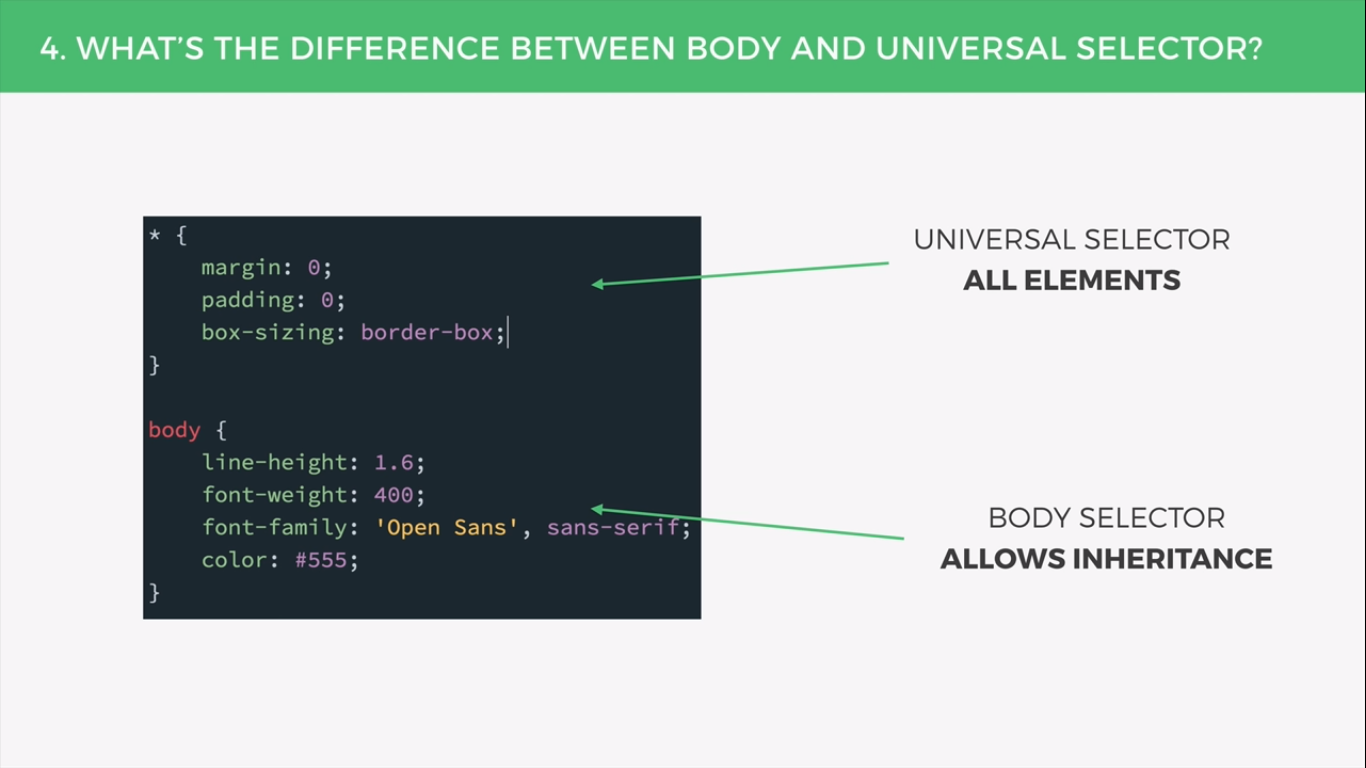 4. WHAT’S THE DIFFERENCE BETWEEN BODY AND UNIVERSAL SELECTOR?
* {
    margin: 0;
    padding: 0;
    box-sizing: border-box;
}
body {
    line-height: 1.6;
    font-weight: 400;
    font-family: 'Open Sans', sans-serif;
    color: #555;
}
UNIVERSAL SELECTOR
ALL ELEMENTS
BODY SELECTOR
ALLOWS INHERITANCE